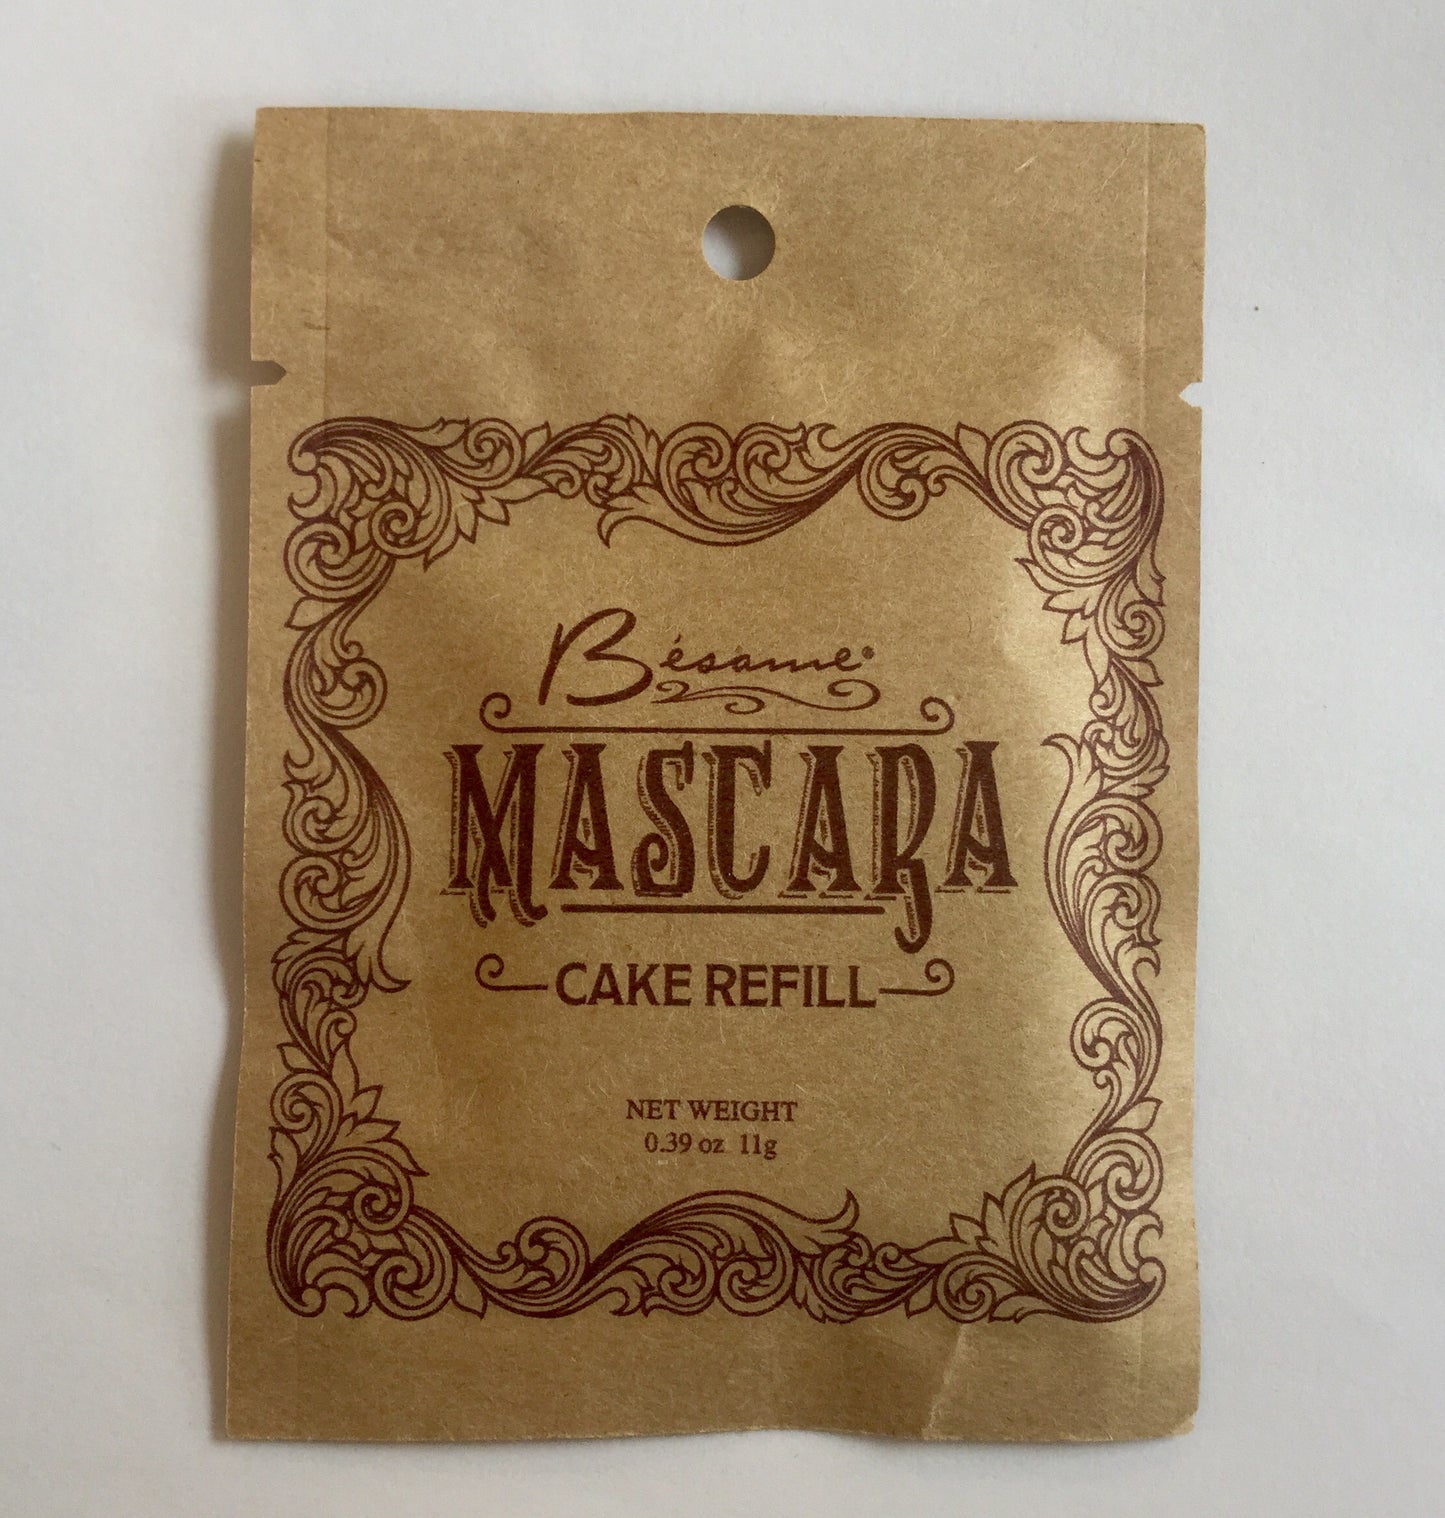 Bésame®
MASCARA
CAKE REFILL
NET WEIGHT
0.39 oz 11g